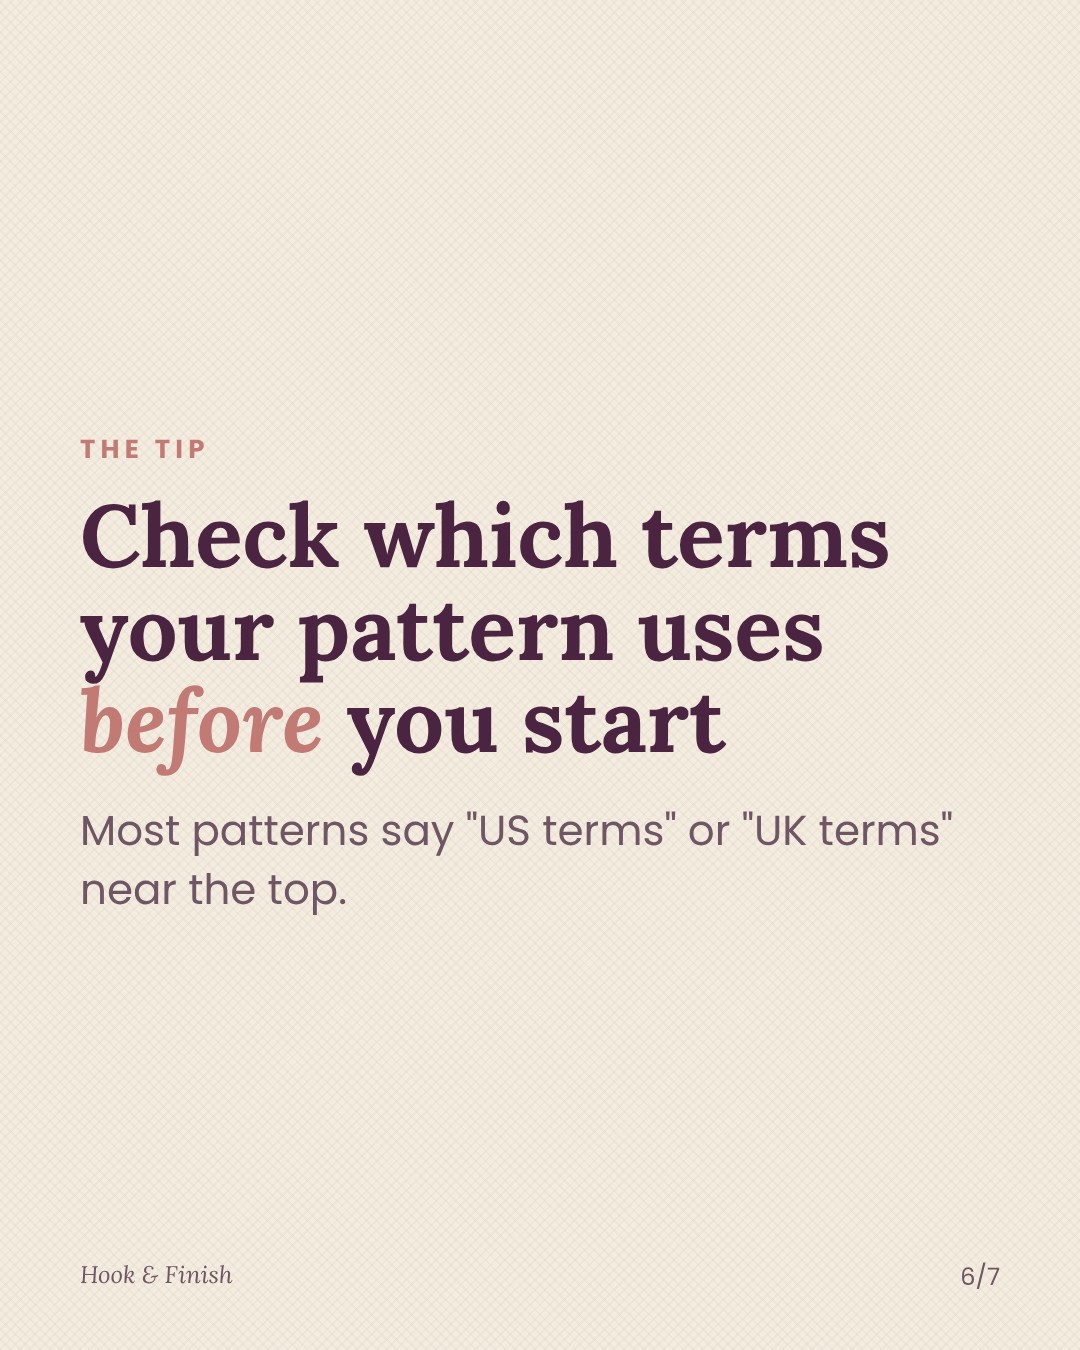 THE TIP
Check which terms
your pattern uses
before you start
Most patterns say "US terms" or "UK terms"
near the top.
Hook & Finish
6/7